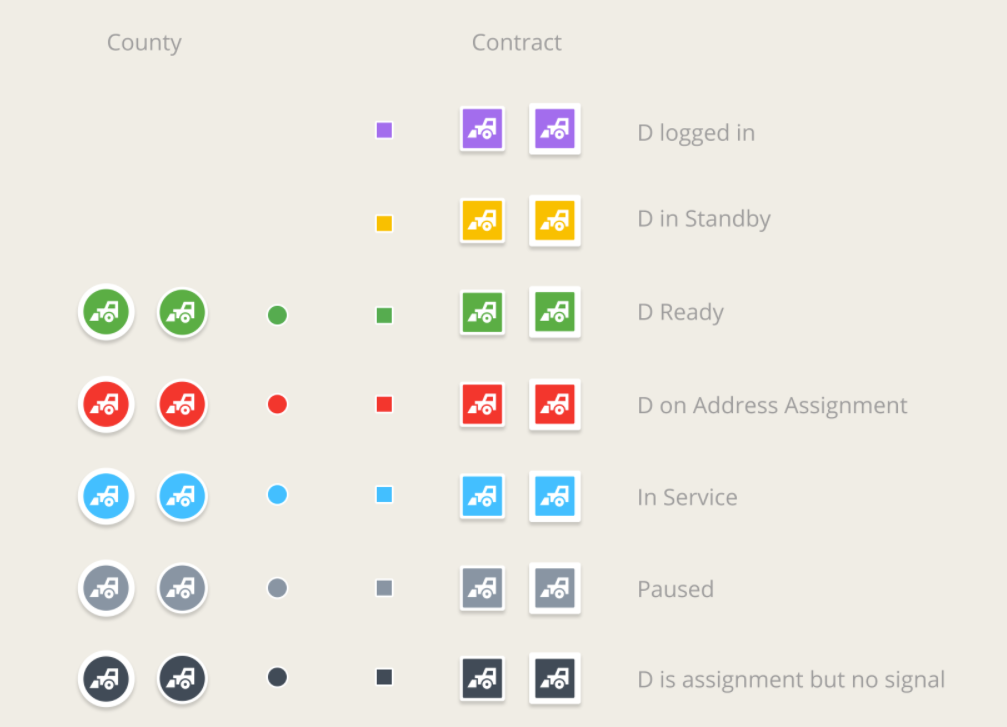 County
Contract
D logged in
D in Standby
D Ready
D on Address Assignment
In Service
Paused
D is assignment but no signal